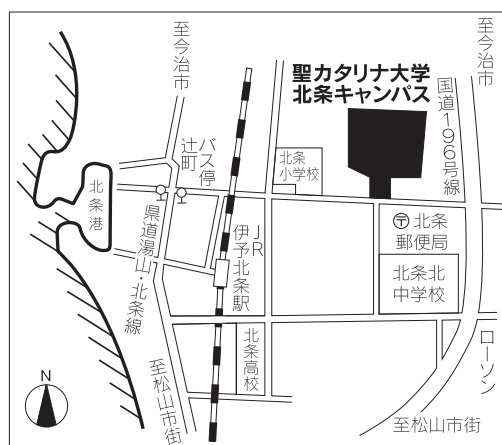 至今治市
至今治市
聖カタリナ大学
北条キャンパス
国道196号線
バス停
辻町
北条
小学校
北条港
県道湯山・北条線
JR
伊予北条駅
〒北条
郵便局
北条北
中学校
北条高校
ローソン
至松山市街
至松山市街
N